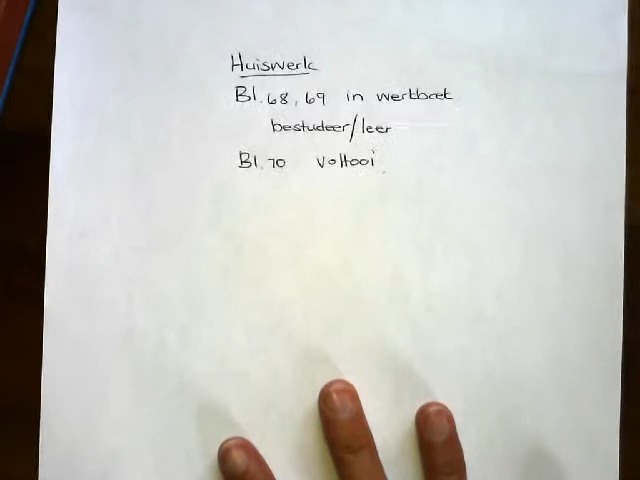 Huiswerk
Bl. 68, 69 in werkboek
bestudeer/leer
Bl. 70 voltooi.